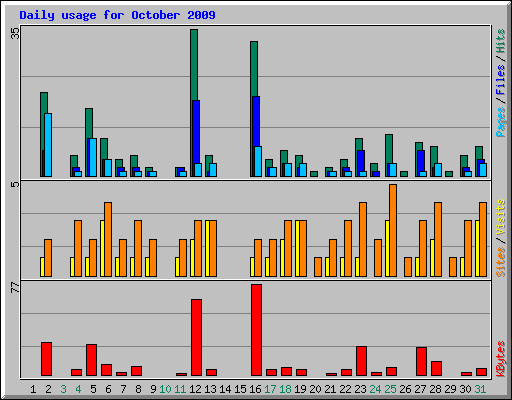 Daily usage for October 2009
35
Pages / Files / Hits
5
Sites / Visits
77
KBytes
1 2 3 4 5 6 7 8 9 10 11 12 13 14 15 16 17 18 19 20 21 22 23 24 25 26 27 28 29 30 31